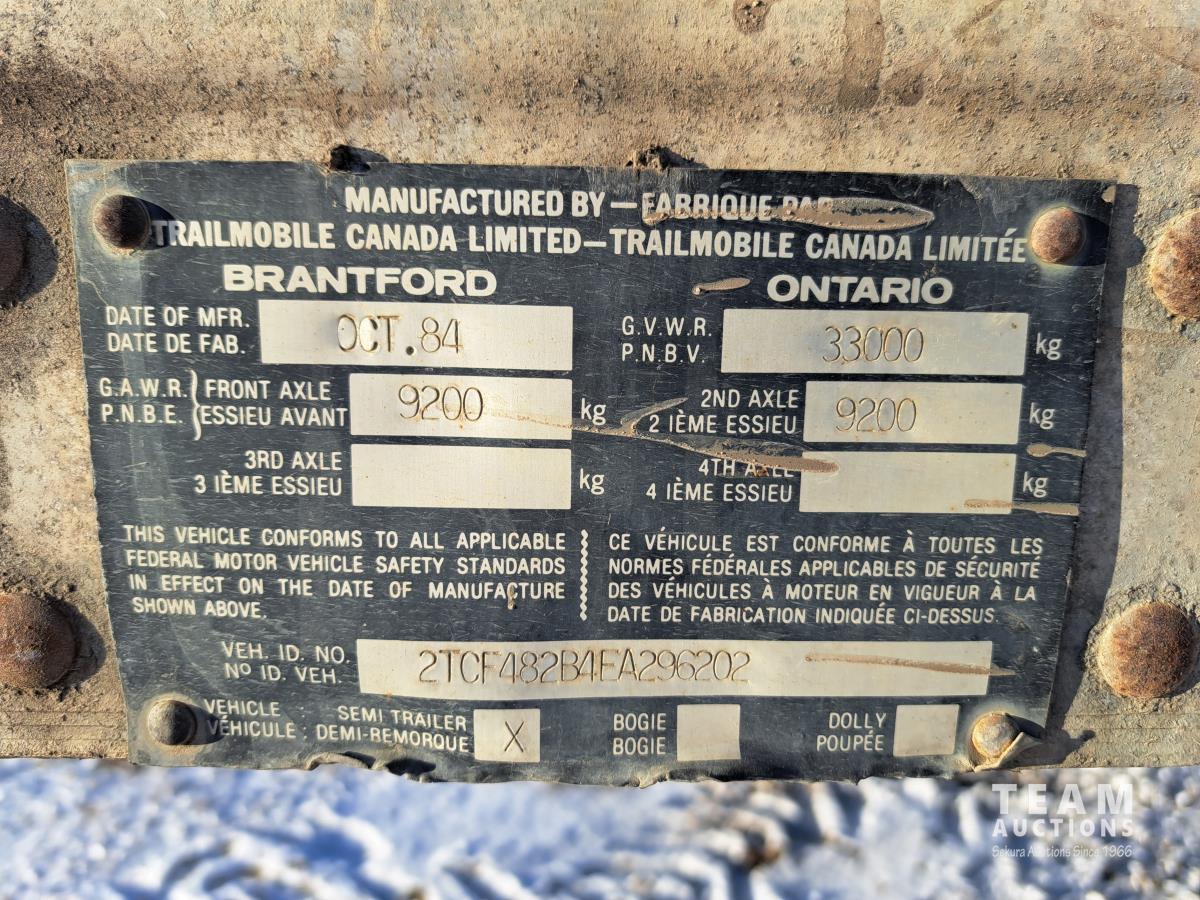 MANUFACTURED BY — FABRIQUE PAR
TRAILMOBILE CANADA LIMITED—TRAILMOBILE CANADA LIMITÉE
BRANTFORD ONTARIO
DATE OF MFR. OCT.84 G.V.W.R. 33000 kg
DATE DE FAB. P.N.B.V.
G.A.W.R. FRONT AXLE 9200 kg 2ND AXLE 9200 kg
P.N.B.E. ESSIEU AVANT 2 IÈME ESSIEU
3RD AXLE kg 4TH AXLE kg
3 IÈME ESSIEU 4 IÈME ESSIEU
THIS VEHICLE CONFORMS TO ALL APPLICABLE
FEDERAL MOTOR VEHICLE SAFETY STANDARDS
IN EFFECT ON THE DATE OF MANUFACTURE
SHOWN ABOVE.
CE VÉHICULE EST CONFORME À TOUTES LES
NORMES FÉDÉRALES APPLICABLES DE SÉCURITÉ
DES VÉHICULES À MOTEUR EN VIGUEUR À LA
DATE DE FABRICATION INDIQUÉE CI-DESSUS.
VEH. ID. NO. 2TCF482B4EA296202
Nº ID. VEH.
VEHICLE SEMI TRAILER X BOGIE DOLLY
VÉHICULE : DEMI-REMORQUE BOGIE POUPÉE
TEAM
AUCTIONS
Sekura Auctions Since 1966